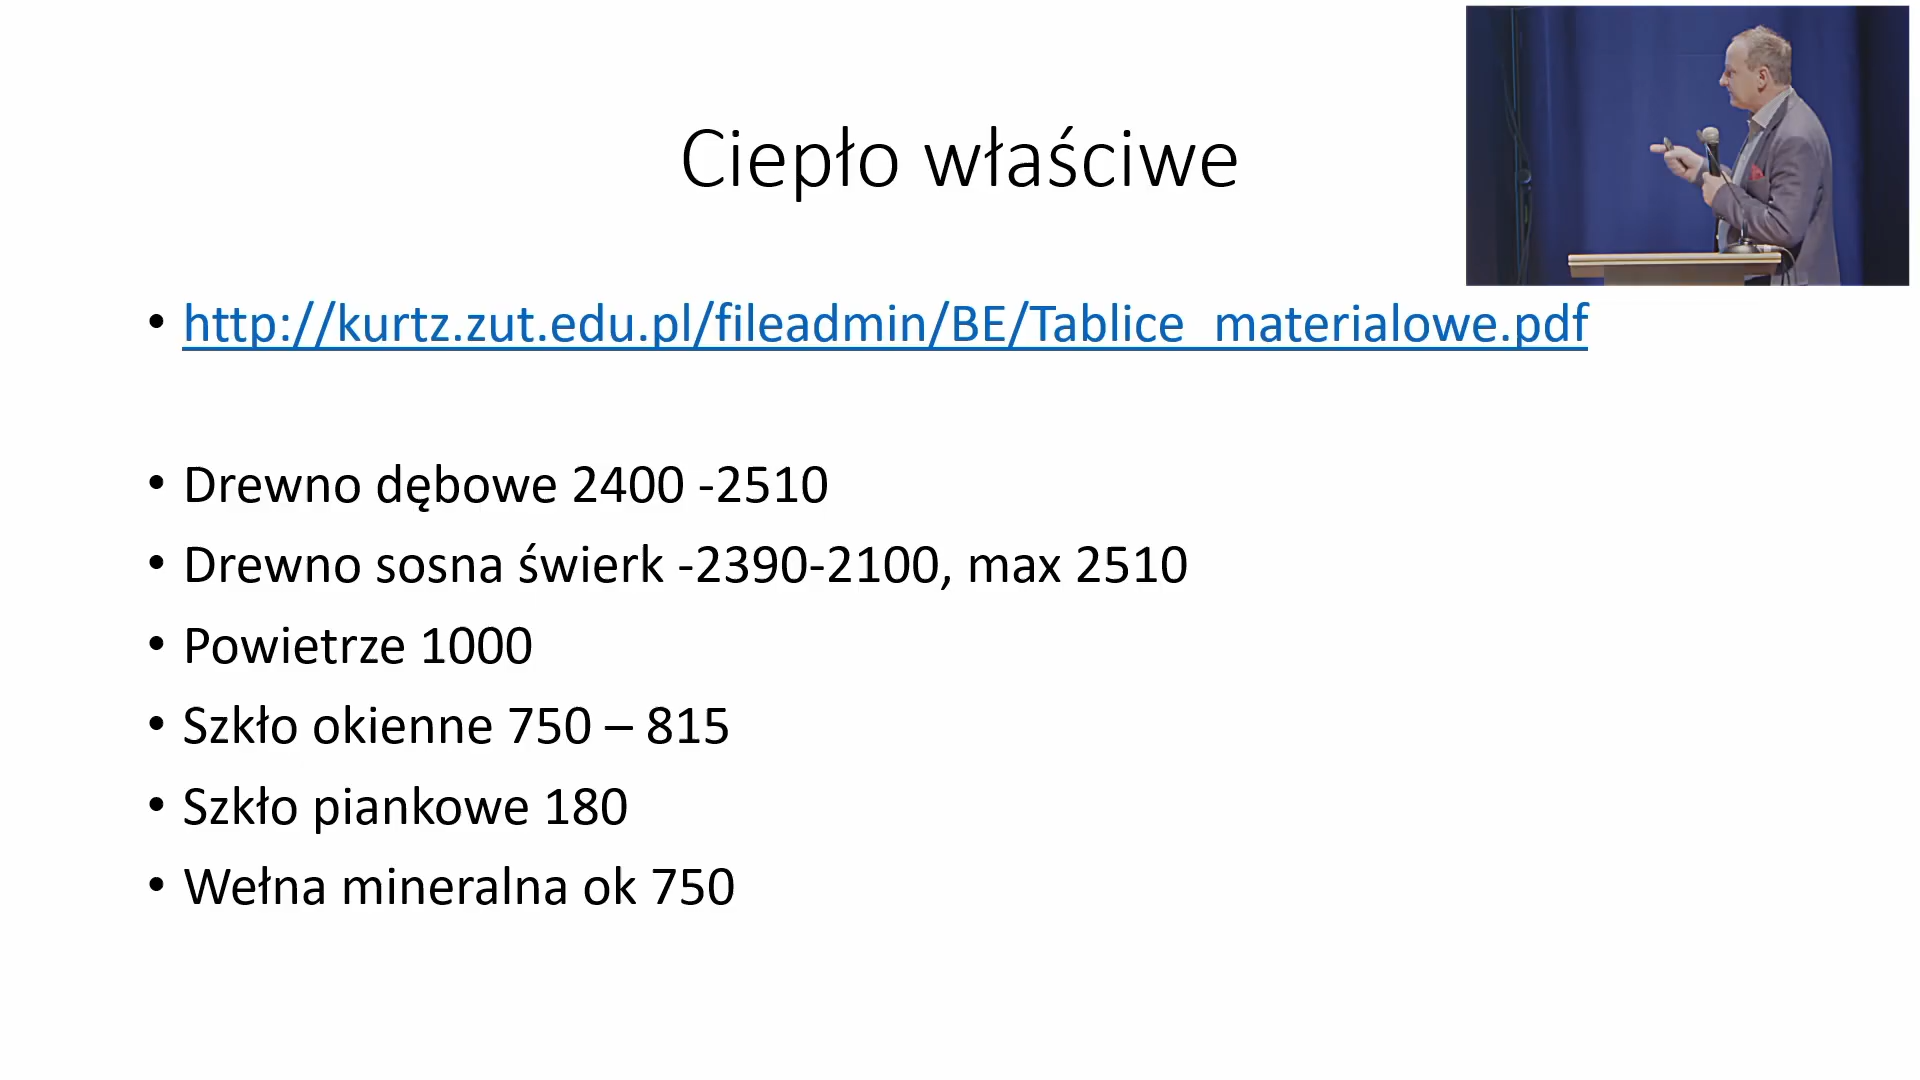 Ciepło właściwe
• http://kurtz.zut.edu.pl/fileadmin/BE/Tablice_materialowe.pdf
• Drewno dębowe 2400 -2510
• Drewno sosna świerk -2390-2100, max 2510
• Powietrze 1000
• Szkło okienne 750 – 815
• Szkło piankowe 180
• Wełna mineralna ok 750